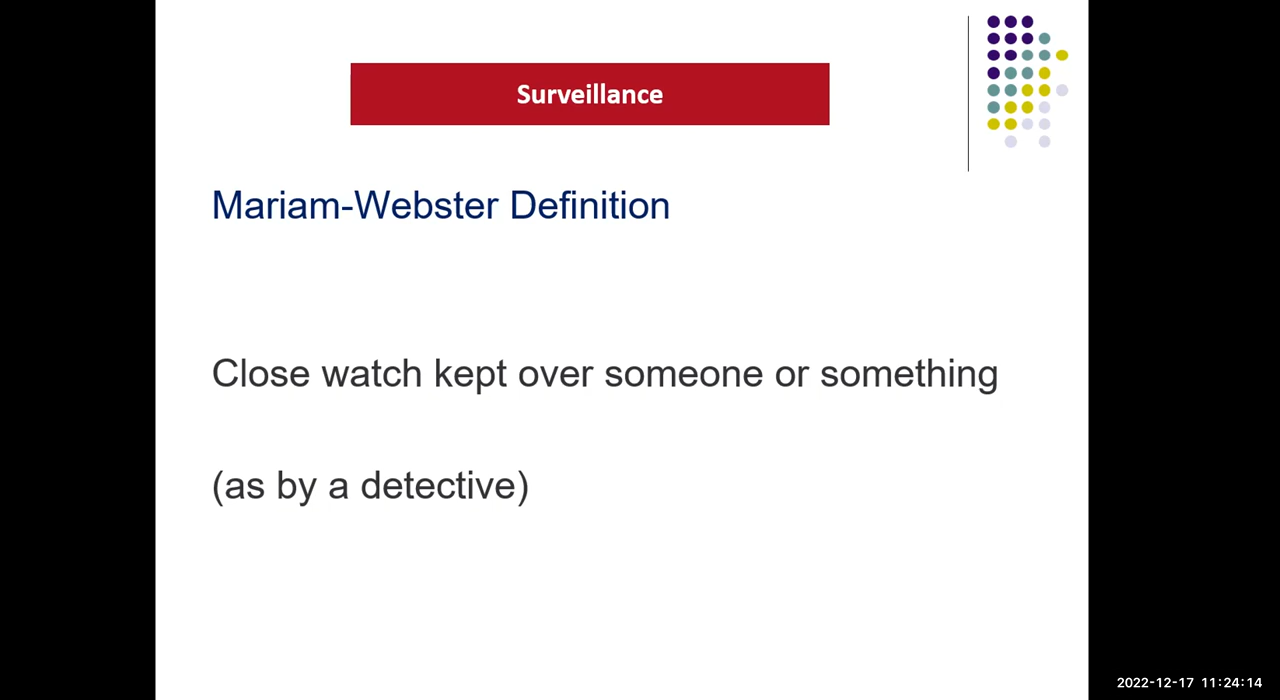 Surveillance
Mariam-Webster Definition
Close watch kept over someone or something
(as by a detective)
2022-12-17 11:24:14